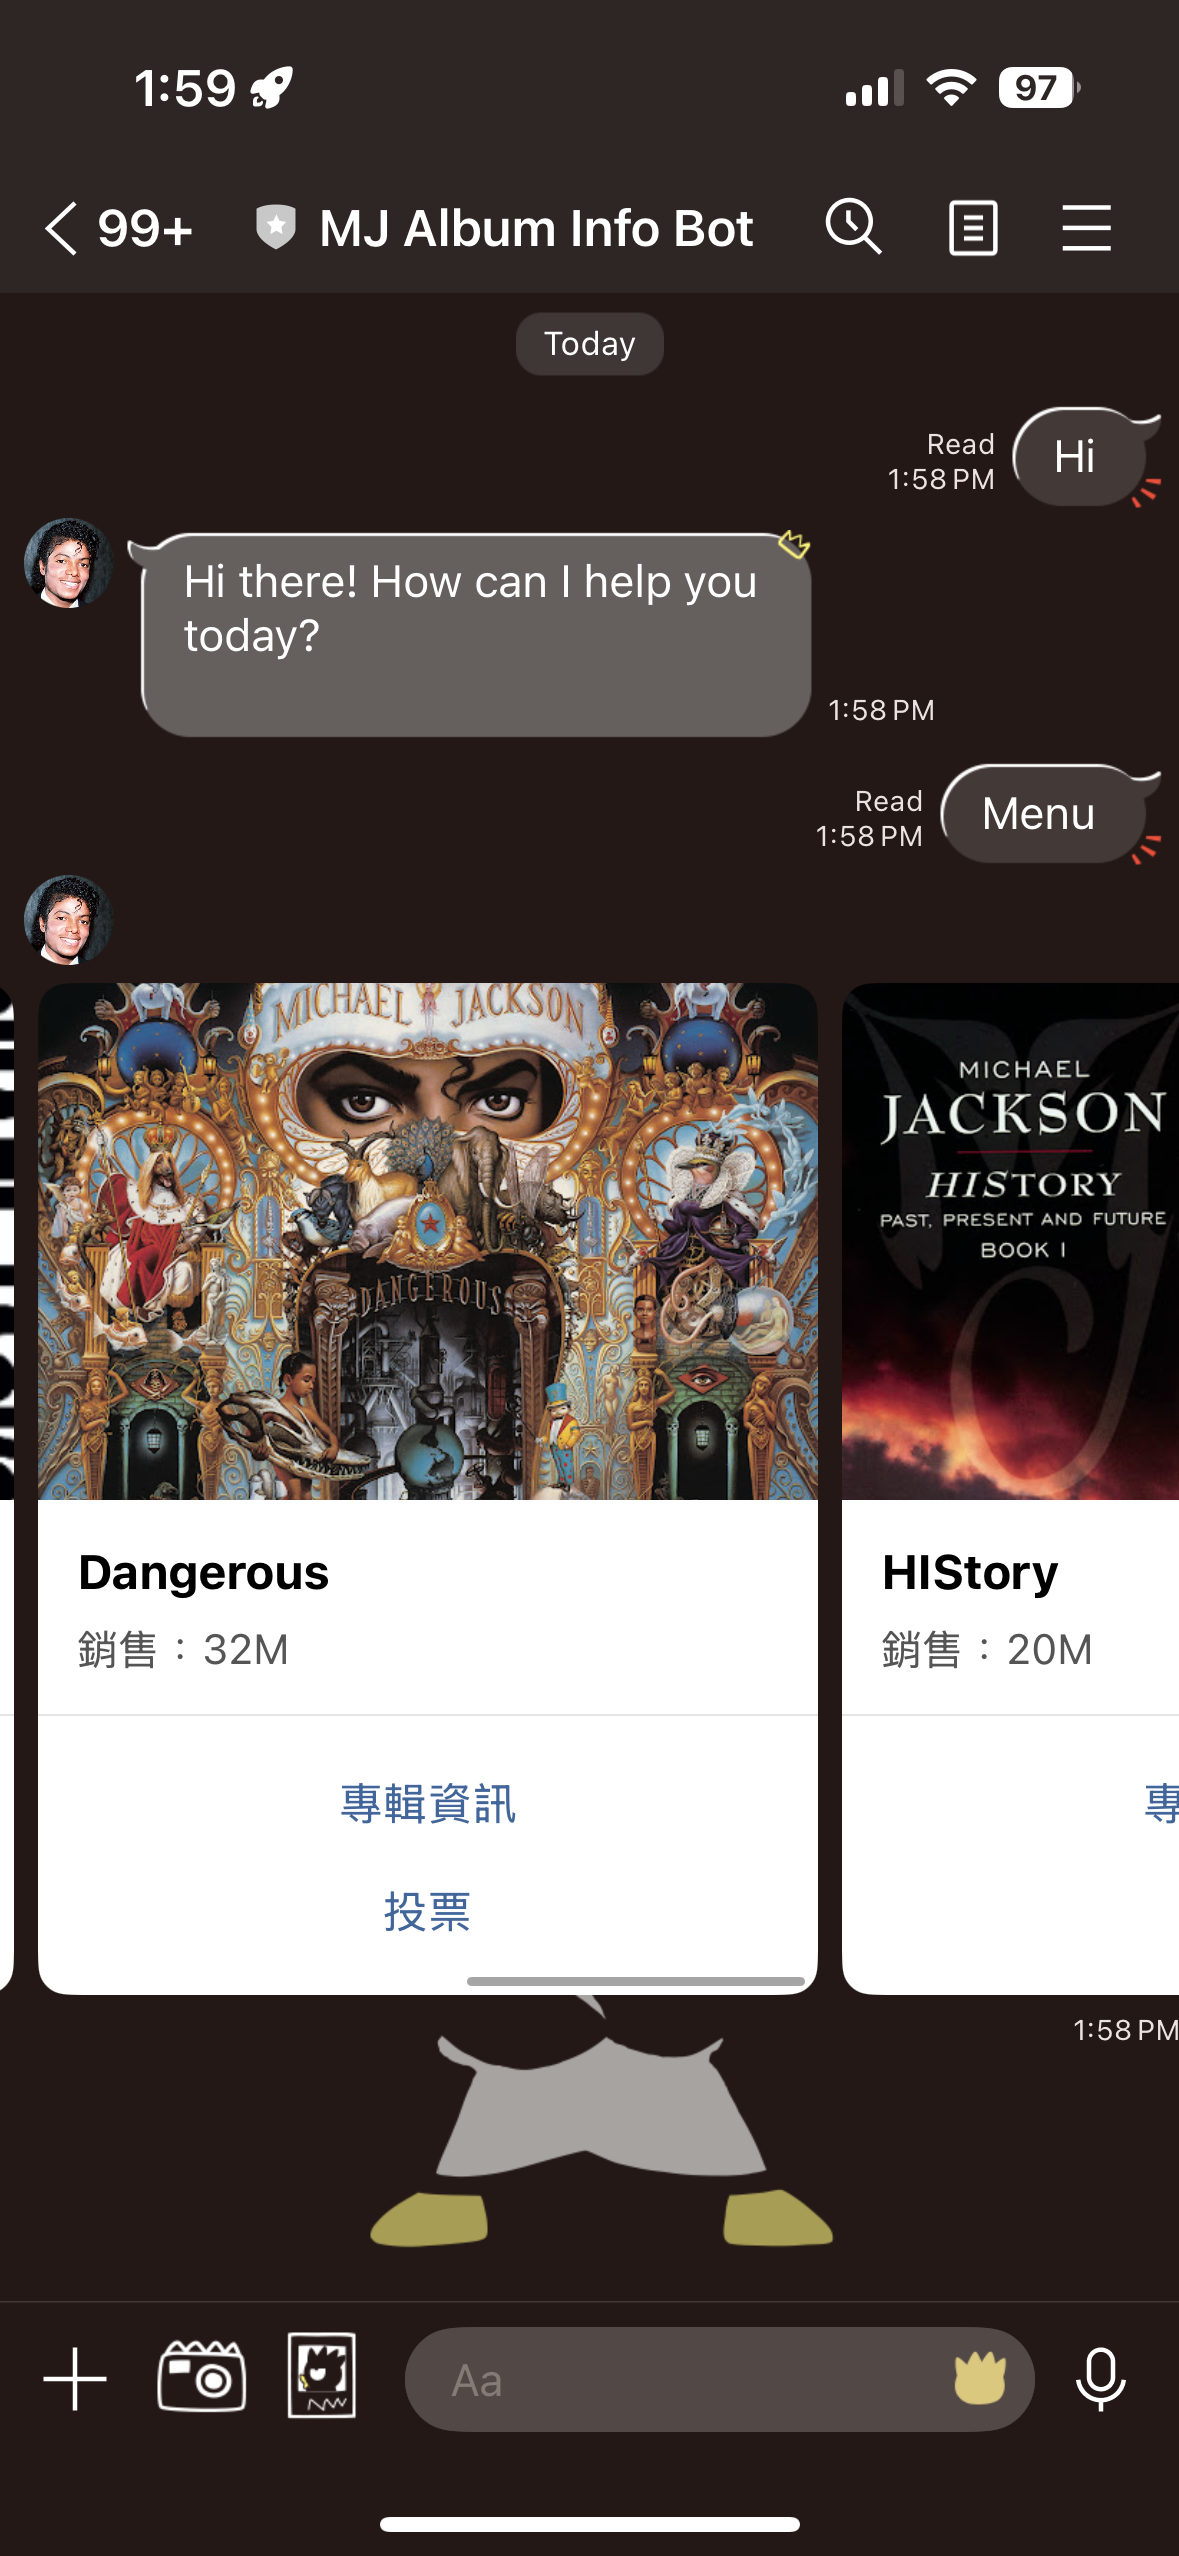 1:59
97
99+
MJ Album Info Bot
Today
Read
1:58 PM
Hi
Hi there! How can I help you
today?
1:58 PM
Read
1:58 PM
Menu
MICHAEL JACKSON
DANGEROUS
Dangerous
銷售：32M
專輯資訊
投票
MICHAEL
JACKSON
HISTORY
PAST, PRESENT AND FUTURE
BOOK I
HIStory
銷售：20M
專
1:58 PM
Aa